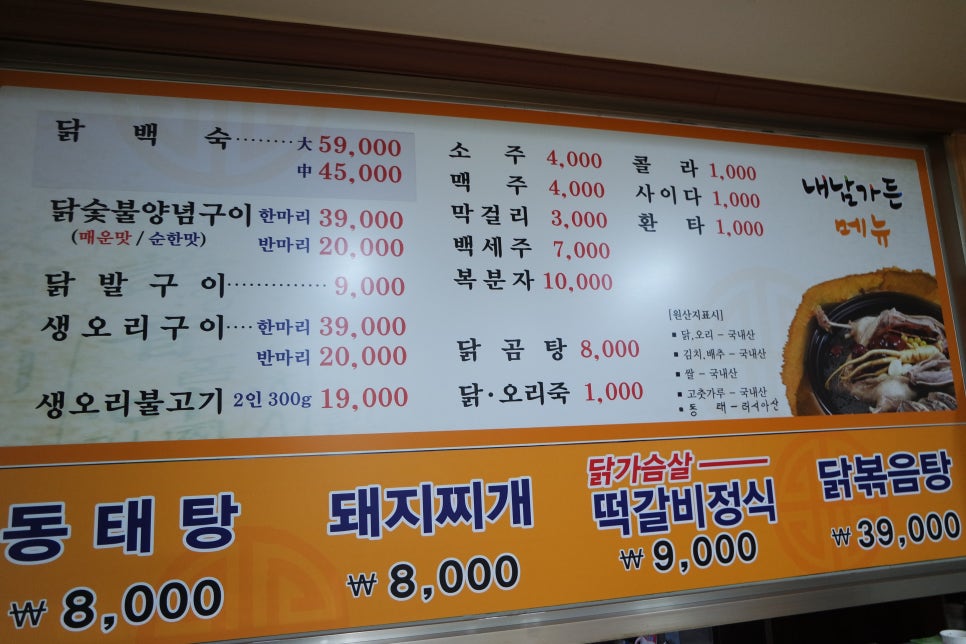 닭 백 숙········大 59,000
中 45,000
닭숯불양념구이 한마리 39,000
(매운맛 / 순한맛) 반마리 20,000
닭 발 구 이············· 9,000
생오리구이···· 한마리 39,000
반마리 20,000
생오리불고기 2인 300g 19,000
소 주 4,000
맥 주 4,000
막걸리 3,000
백세주 7,000
복분자 10,000
닭 곰 탕 8,000
닭·오리죽 1,000
콜 라 1,000
사이다 1,000
환 타 1,000
내남가든
메뉴
[원산지표시]
▪ 닭,오리 – 국내산
▪ 김치,배추 – 국내산
▪ 쌀 – 국내산
▪ 고춧가루 – 국내산
▪ 동 태 – 러시아산
동 태 탕
₩ 8,000
돼지찌개
₩ 8,000
닭가슴살
떡갈비정식
₩ 9,000
닭볶음탕
₩ 39,000